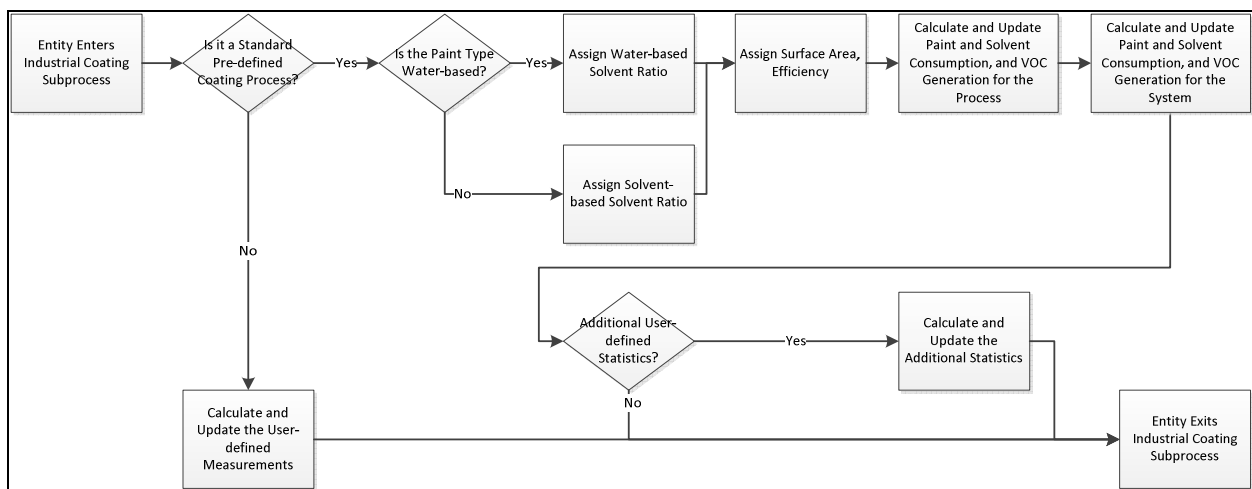 Entity Enters
Industrial Coating
Subprocess
Is it a Standard
Pre-defined
Coating Process?
Yes
Is the Paint Type
Water-based?
Yes
Assign Water-based
Solvent Ratio
Assign Surface Area,
Efficiency
Calculate and Update
Paint and Solvent
Consumption, and VOC
Generation for the
Process
Calculate and Update
Paint and Solvent
Consumption, and VOC
Generation for the
System
No
Assign Solvent-
based Solvent Ratio
No
Additional User-
defined
Statistics?
Yes
Calculate and
Update the
Additional Statistics
No
Calculate and
Update the User-
defined
Measurements
Entity Exits
Industrial Coating
Subprocess